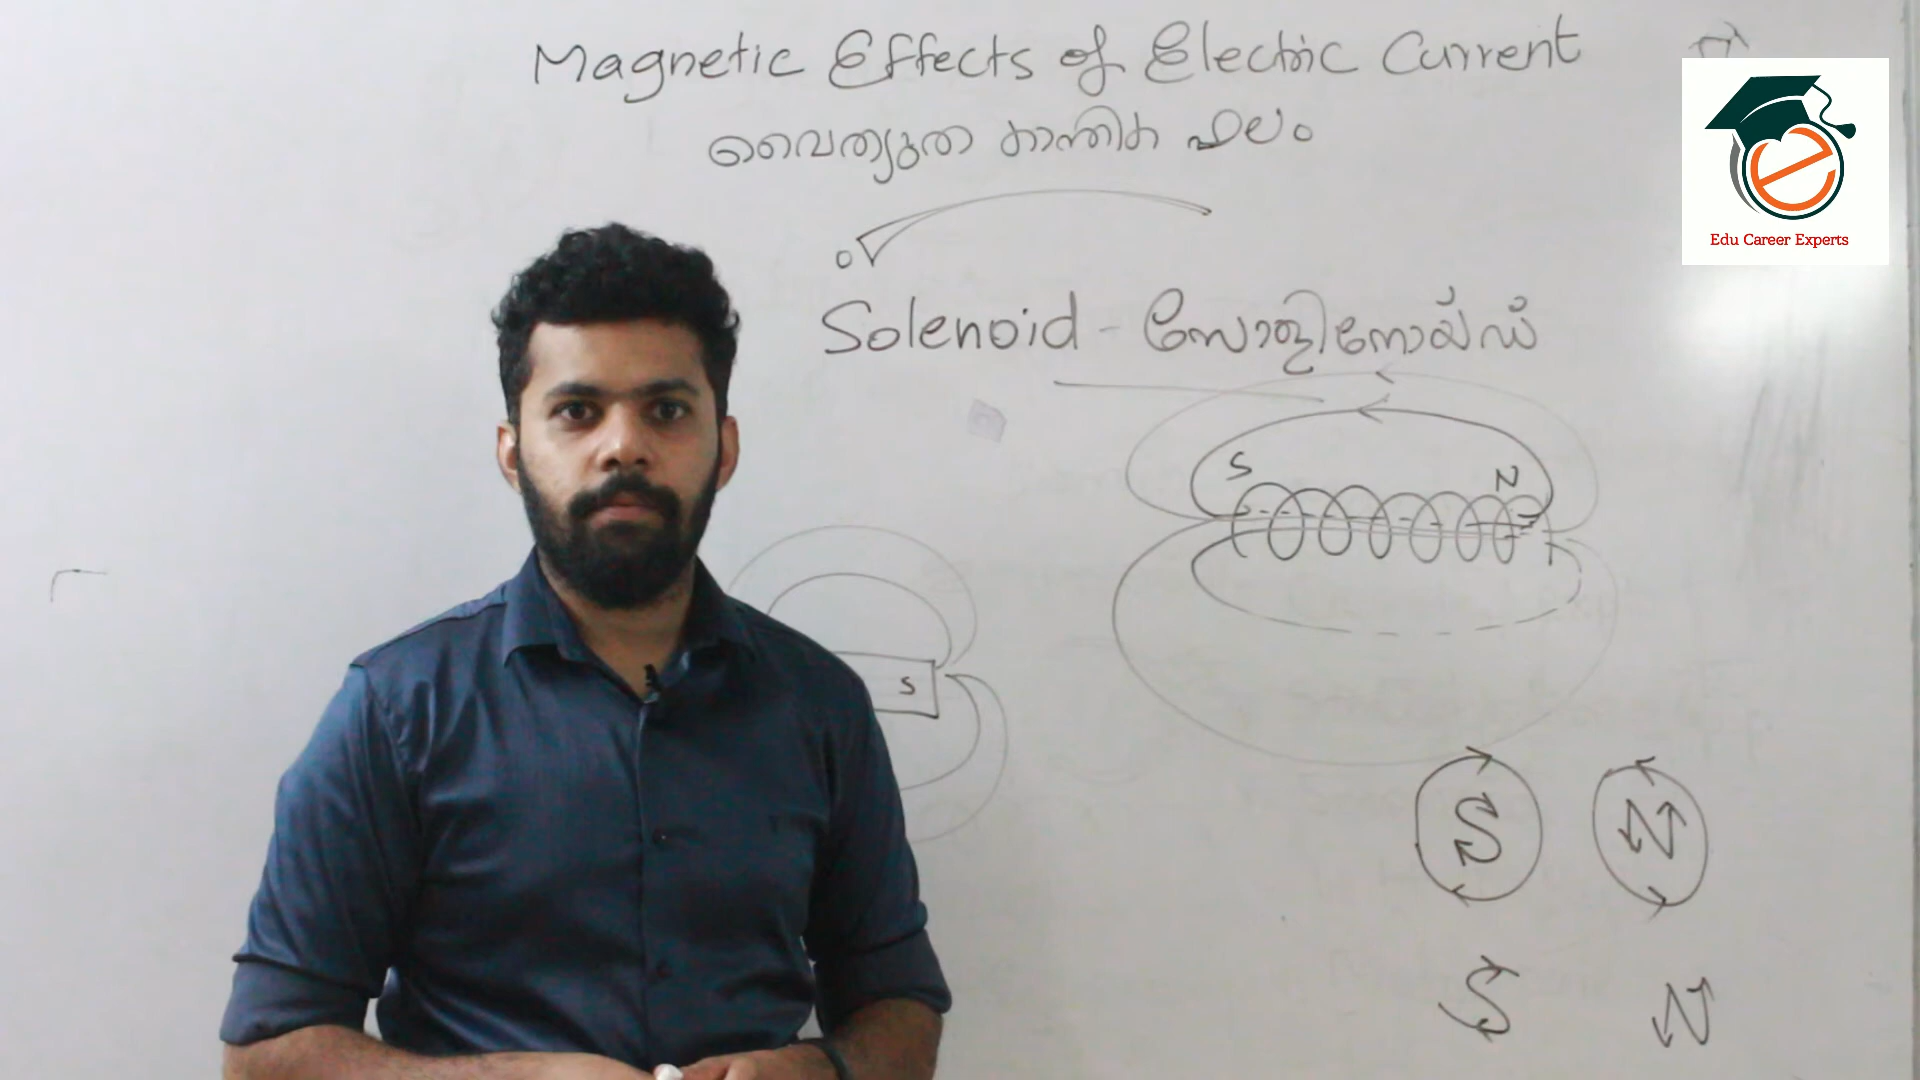 Magnetic Effects of Electric Current
വൈത്യുത കാന്തിക ഫലം
Edu Career Experts
Solenoid - സോളിനോയ്ഡ്
S N
S
S N
S N